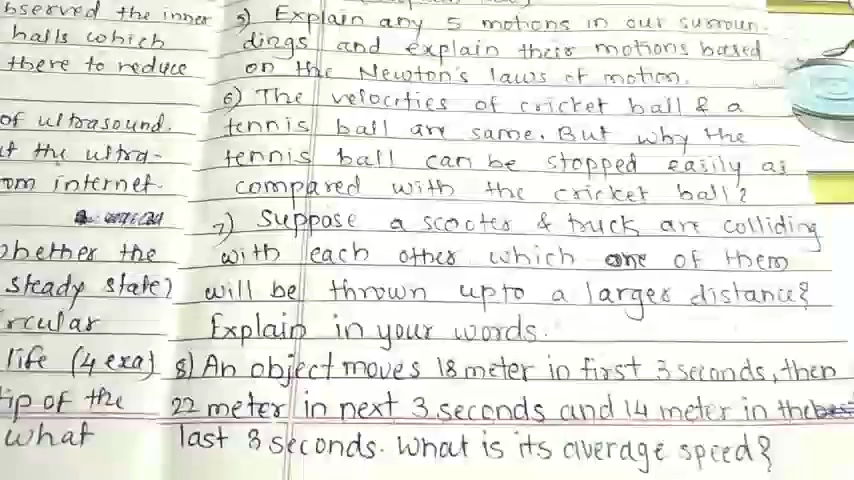 bserved the inner
halls which
there to reduce
of ultrasound.
t the ultra-
om internet.
hether the
steady state?
rcular
life (4 exa)
tip of the
what
5) Explain any 5 motions in our surroun-
dings and explain their motions based
on the Newton's laws of motion.
6) The velocities of cricket ball & a
tennis ball are same. But why the
tennis ball can be stopped easily as
compared with the cricket ball?
7) Suppose a scooter & truck are colliding
with each other which one of them
will be thrown upto a larger distance?
Explain in your words.
8) An object moves 18 meter in first 3 seconds, then
22 meter in next 3 seconds and 14 meter in the
last 3 seconds. What is its average speed?